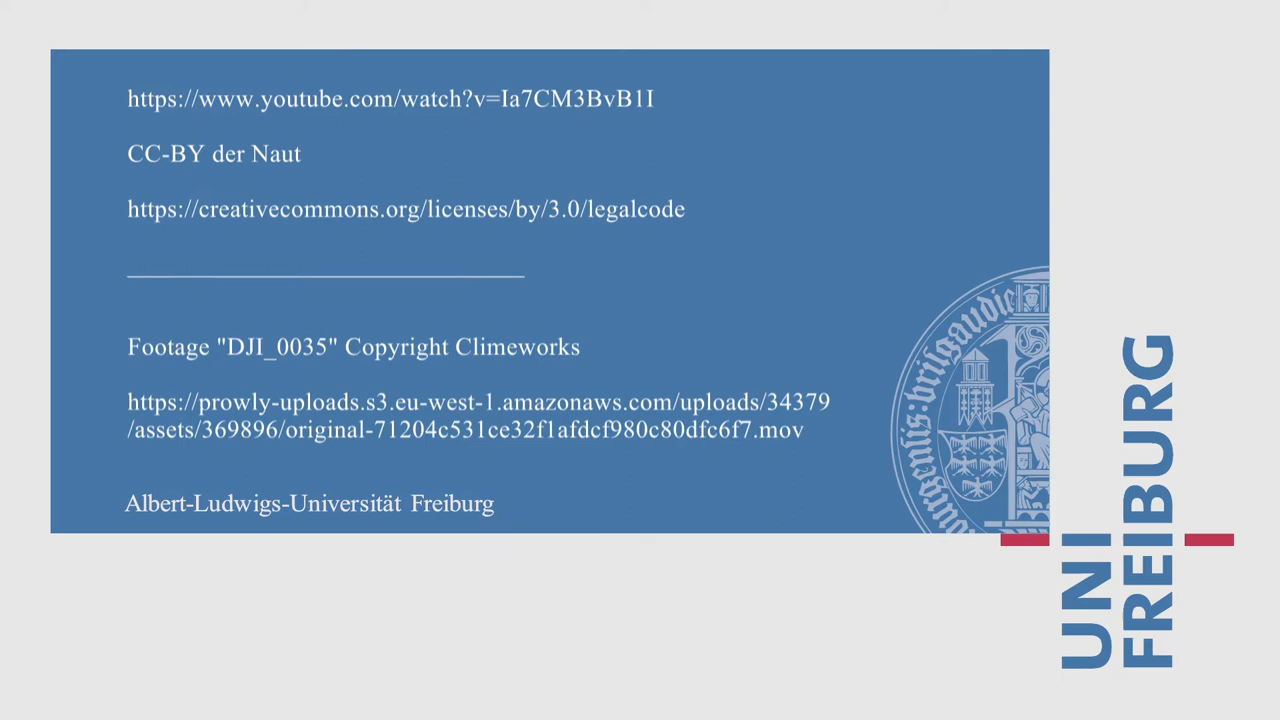 https://www.youtube.com/watch?v=Ia7CM3BvB1I
CC-BY der Naut
https://creativecommons.org/licenses/by/3.0/legalcode
Footage "DJI_0035" Copyright Climeworks
https://prowly-uploads.s3.eu-west-1.amazonaws.com/uploads/34379
/assets/369896/original-71204c531ce32f1afdcf980c80dfc6f7.mov
Albert-Ludwigs-Universität Freiburg
UNI
FREIBURG